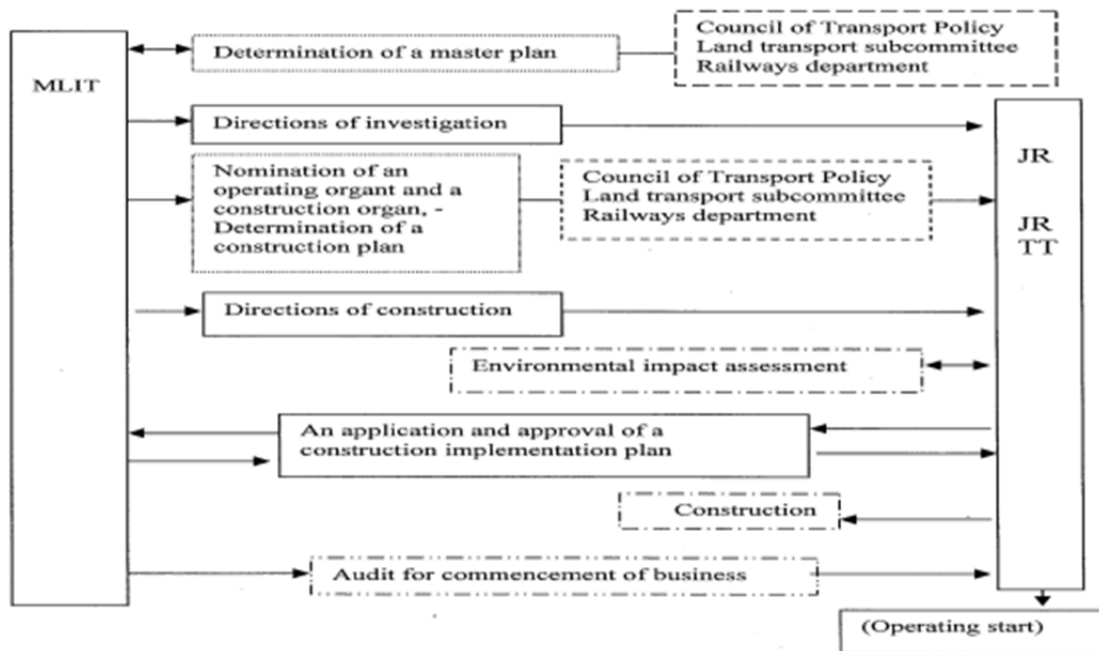 Determination of a master plan
Council of Transport Policy
Land transport subcommittee
Railways department
MLIT
Directions of investigation
JR
JR
TT
Nomination of an
operating organt and a
construction organ, -
Determination of a
construction plan
Council of Transport Policy
Land transport subcommittee
Railways department
Directions of construction
Environmental impact assessment
An application and approval of a
construction implementation plan
Construction
Audit for commencement of business
(Operating start)